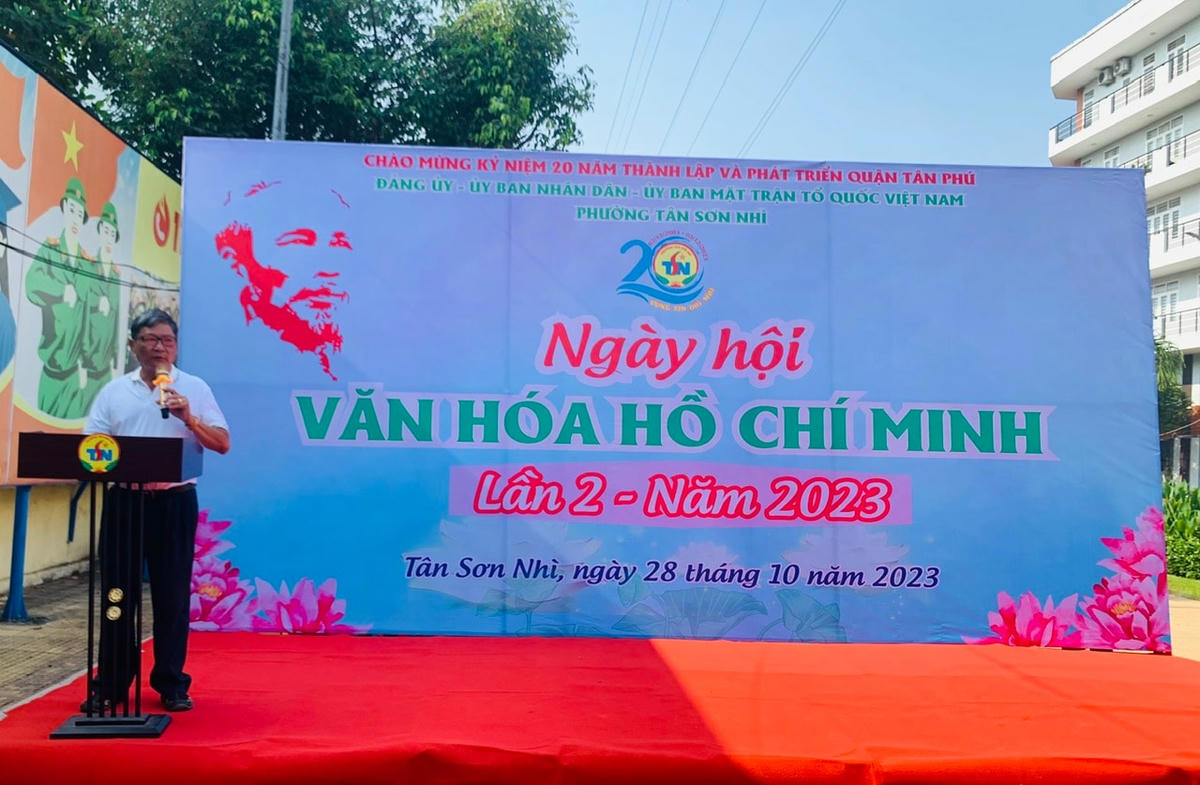 CHÀO MỪNG KỶ NIỆM 20 NĂM THÀNH LẬP VÀ PHÁT TRIỂN QUẬN TÂN PHÚ
ĐẢNG ỦY - ỦY BAN NHÂN DÂN - ỦY BAN MẶT TRẬN TỔ QUỐC VIỆT NAM
PHƯỜNG TÂN SƠN NHÌ
20
TSN
Ngày hội
VĂN HÓA HỒ CHÍ MINH
Lần 2 - Năm 2023
Tân Sơn Nhì, ngày 28 tháng 10 năm 2023